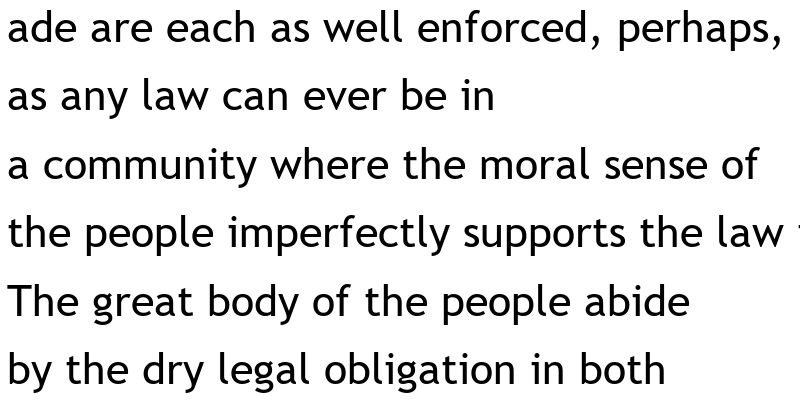 ade are each as well enforced, perhaps,
as any law can ever be in
a community where the moral sense of
the people imperfectly supports the law
The great body of the people abide
by the dry legal obligation in both